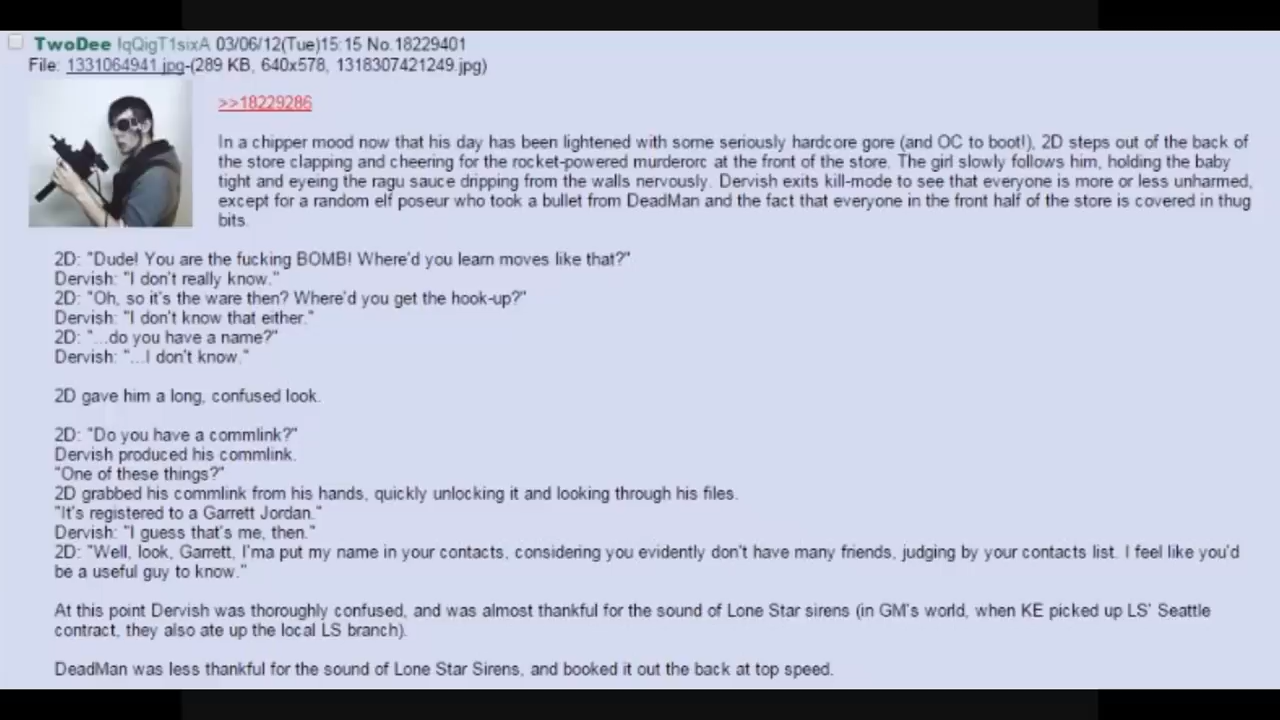 TwoDee !qQigT1sixA 03/06/12(Tue)15:15 No.18229401
File: 1331064941.jpg-(289 KB, 640x578, 1318307421249.jpg)
>>18229286
In a chipper mood now that his day has been lightened with some seriously hardcore gore (and OC to boot!), 2D steps out of the back of
the store clapping and cheering for the rocket-powered murderorc at the front of the store. The girl slowly follows him, holding the baby
tight and eyeing the ragu sauce dripping from the walls nervously. Dervish exits kill-mode to see that everyone is more or less unharmed,
except for a random elf poseur who took a bullet from DeadMan and the fact that everyone in the front half of the store is covered in thug
bits.
2D: "Dude! You are the fucking BOMB! Where'd you learn moves like that?"
Dervish: "I don't really know."
2D: "Oh, so it's the ware then? Where'd you get the hook-up?"
Dervish: "I don't know that either."
2D: "...do you have a name?"
Dervish: "...I don't know."
2D gave him a long, confused look.
2D: "Do you have a commlink?"
Dervish produced his commlink.
"One of these things?"
2D grabbed his commlink from his hands, quickly unlocking it and looking through his files.
"It's registered to a Garrett Jordan."
Dervish: "I guess that's me, then."
2D: "Well, look, Garrett, I'ma put my name in your contacts, considering you evidently don't have many friends, judging by your contacts list. I feel like you'd
be a useful guy to know."
At this point Dervish was thoroughly confused, and was almost thankful for the sound of Lone Star sirens (in GM's world, when KE picked up LS' Seattle
contract, they also ate up the local LS branch).
DeadMan was less thankful for the sound of Lone Star Sirens, and booked it out the back at top speed.